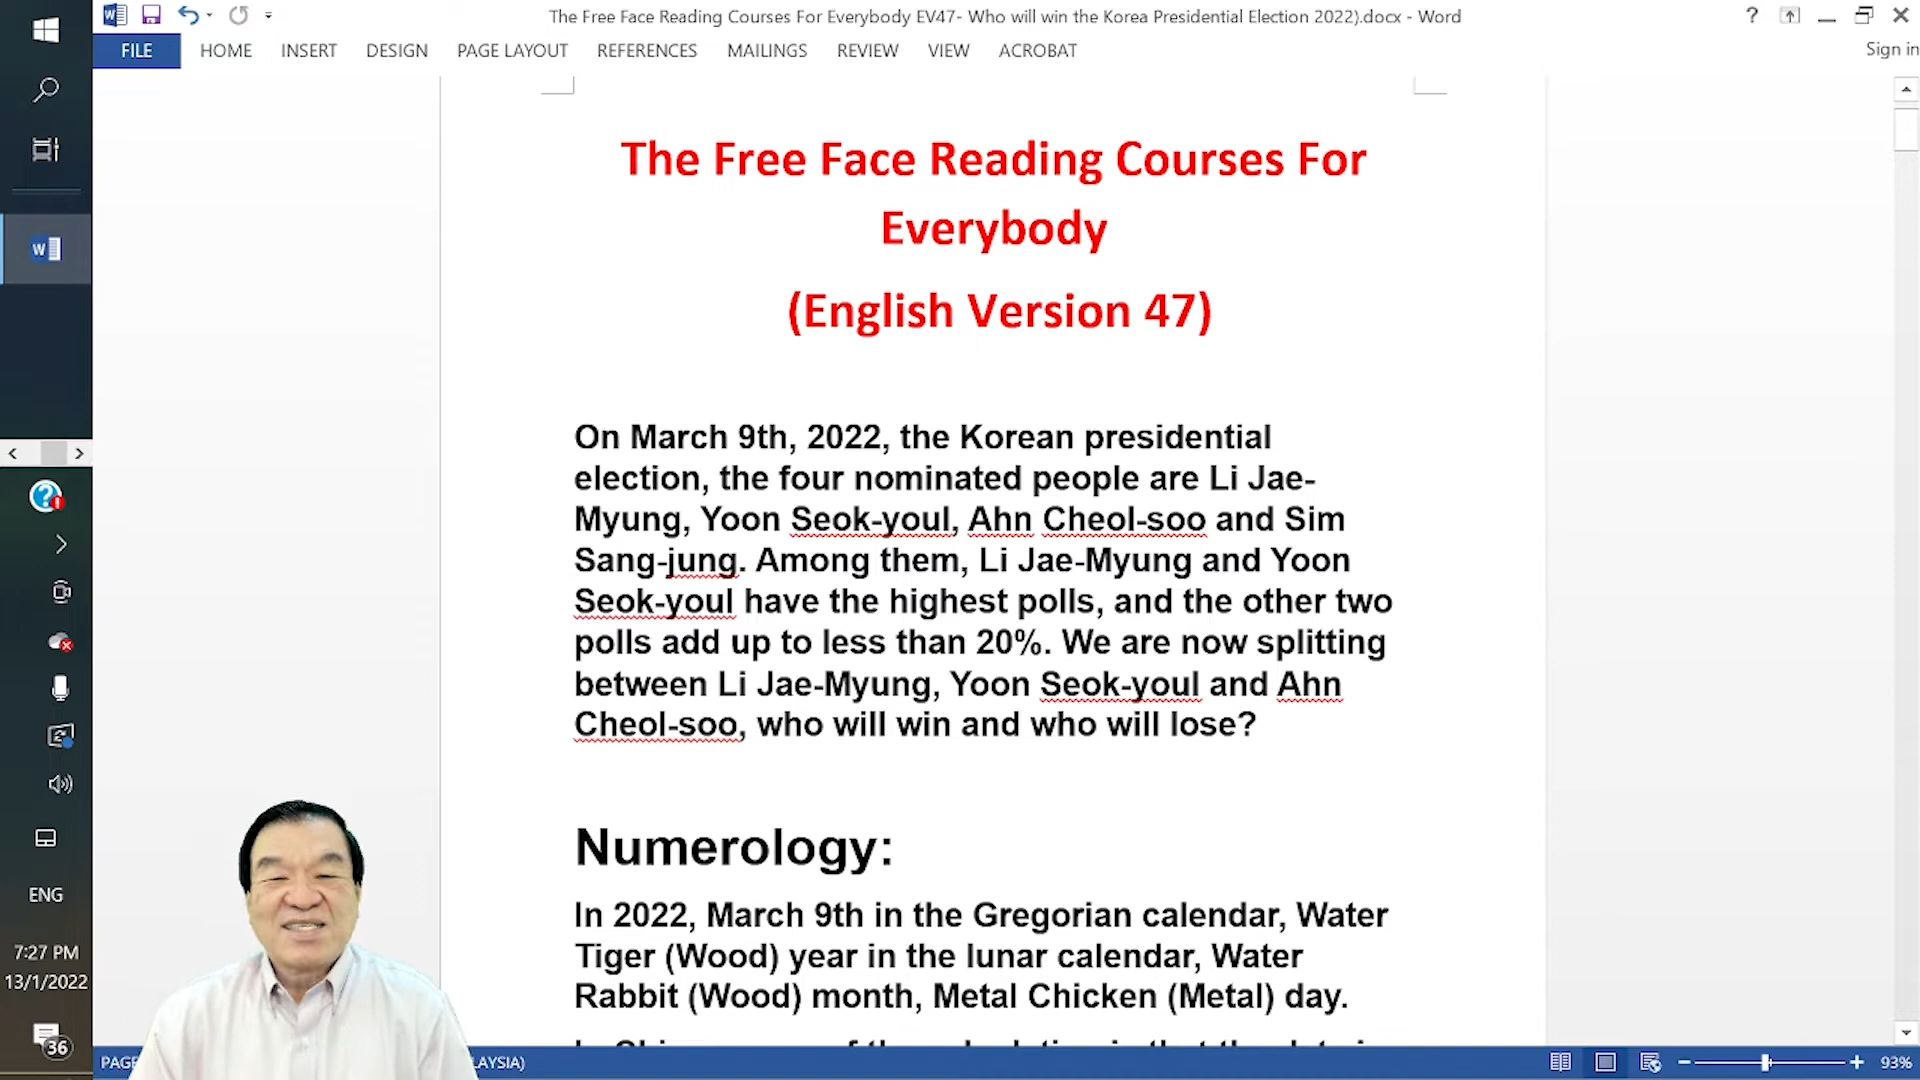 The Free Face Reading Courses For Everybody EV47- Who will win the Korea Presidential Election 2022).docx - Word
FILE HOME INSERT DESIGN PAGE LAYOUT REFERENCES MAILINGS REVIEW VIEW ACROBAT
Sign in
The Free Face Reading Courses For
Everybody
(English Version 47)
On March 9th, 2022, the Korean presidential
election, the four nominated people are Li Jae-
Myung, Yoon Seok-youl, Ahn Cheol-soo and Sim
Sang-jung. Among them, Li Jae-Myung and Yoon
Seok-youl have the highest polls, and the other two
polls add up to less than 20%. We are now splitting
between Li Jae-Myung, Yoon Seok-youl and Ahn
Cheol-soo, who will win and who will lose?
Numerology:
In 2022, March 9th in the Gregorian calendar, Water
Tiger (Wood) year in the lunar calendar, Water
Rabbit (Wood) month, Metal Chicken (Metal) day.
ENG
7:27 PM
13/1/2022
36
PAGE
LAYSIA)
93%